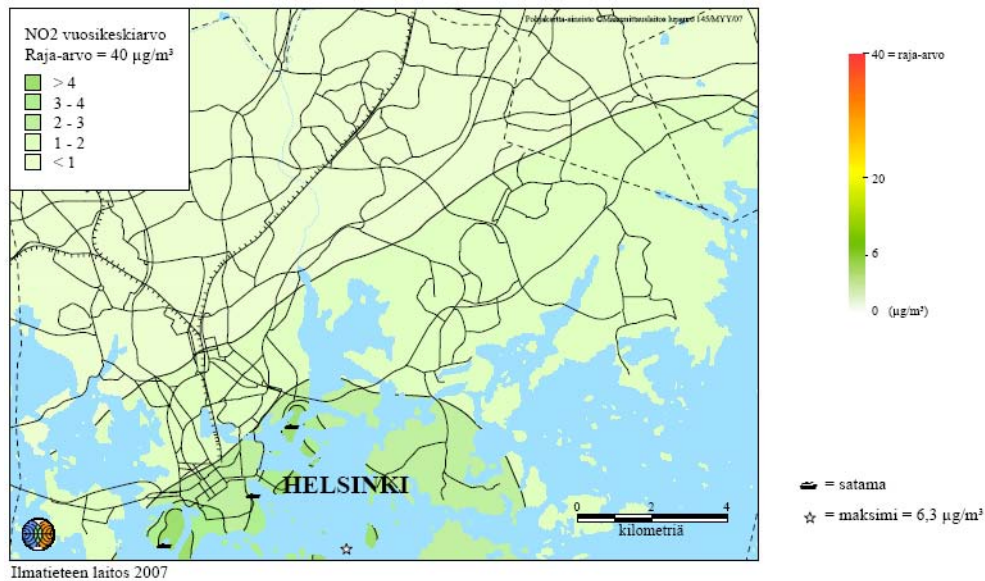 NO2 vuosikeskiarvo
Raja-arvo = 40 µg/m³
> 4
3 - 4
2 - 3
1 - 2
< 1
40 = raja-arvo
20
6
0 (µg/m³)
HELSINKI
0 2 4
kilometriä
= satama
= maksimi = 6,3 µg/m³
Ilmatieteen laitos 2007